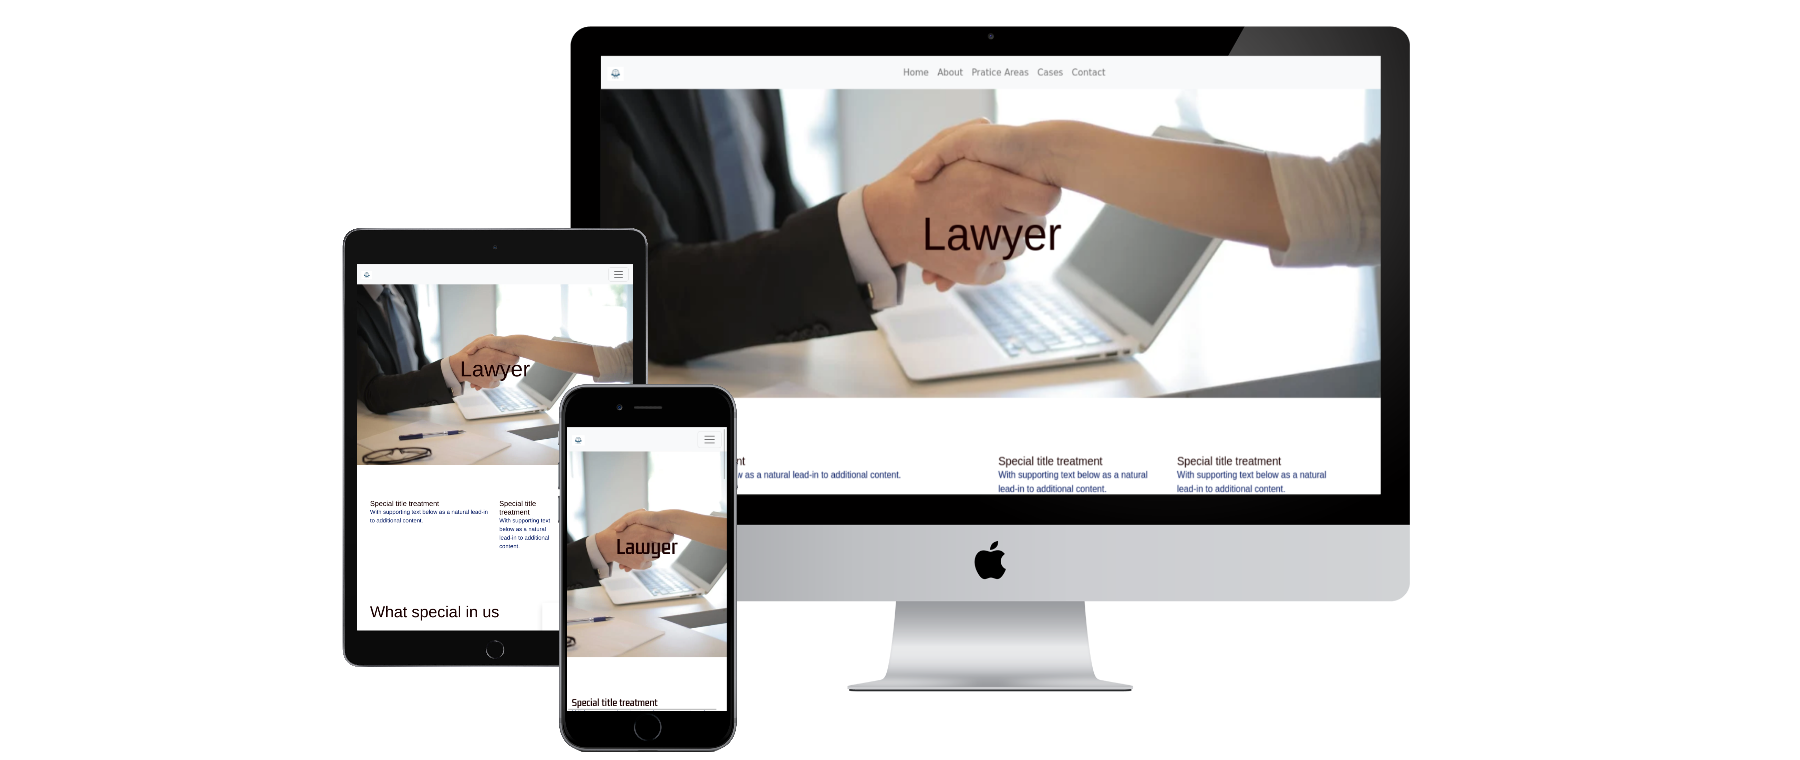 Home About Pratice Areas Cases Contact
Lawyer
nt
w as a natural lead-in to additional content.
Special title treatment
With supporting text below as a natural
lead-in to additional content.
Special title treatment
With supporting text below as a natural
lead-in to additional content.
Lawyer
Special title treatment
With supporting text below as a natural lead-in
to additional content.
Special title
treatment
With supporting text
below as a natural
lead-in to additional
content.
What special in us
Lawyer
Special title treatment